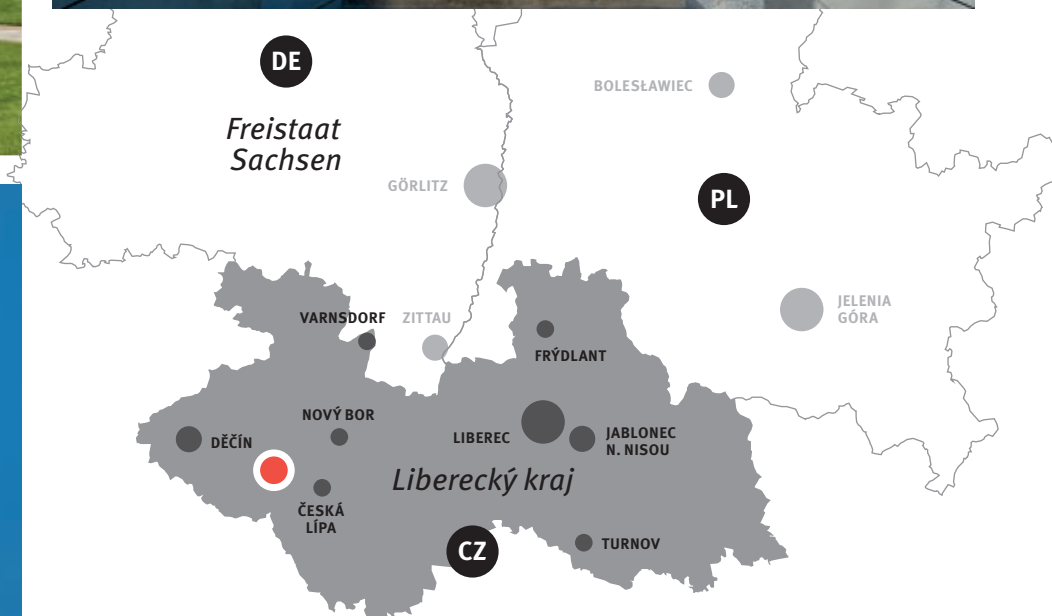 DE
Freistaat
Sachsen
BOLESŁAWIEC
GÖRLITZ
PL
JELENIA
GÓRA
VARNSDORF
ZITTAU
FRÝDLANT
NOVÝ BOR
DĚČÍN
LIBEREC
JABLONEC
N. NISOU
Liberecký kraj
ČESKÁ
LÍPA
CZ
TURNOV